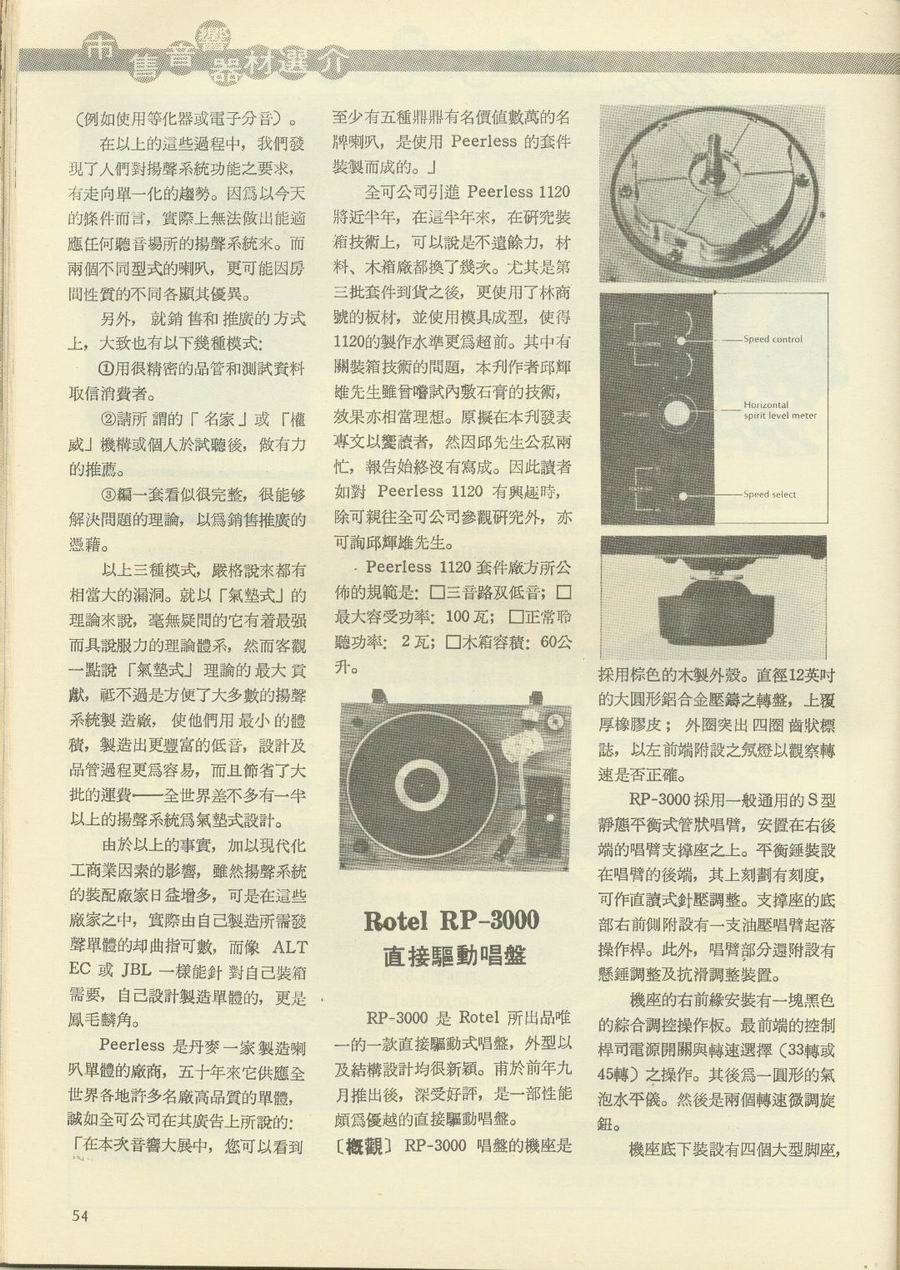 市售音響器材選介
（例如使用等化器或電子分音）。
在以上的這些過程中，我們發
現了人們對揚聲系統功能之要求，
有走向單一化的趨勢。因爲以今天
的條件而言，實際上無法做出能適
應任何聽音場所的揚聲系統來。而
兩個不同型式的喇叭，更可能因房
間性質的不同各顯其優異。
另外，就銷售和推廣的方式
上，大致也有以下幾種模式：
①用很精密的品管和測試資料
取信消費者。
②請所謂的「名家」或「權
威」機構或個人於試聽後，做有力
的推薦。
③編一套看似很完整，很能够
解決問題的理論，以爲銷售推廣的
憑藉。
以上三種模式，嚴格說來都有
相當大的漏洞。就以「氣墊式」的
理論來說，毫無疑問的它有着最强
而具說服力的理論體系，然而客觀
一點說「氣墊式」理論的最大貢
獻，祗不過是方便了大多數的揚聲
系統製造廠，使他們用最小的體
積，製造出更豐富的低音，設計及
品管過程更爲容易，而且節省了大
批的運費——全世界差不多有一半
以上的揚聲系統爲氣墊式設計。
由於以上的事實，加以現代化
工商業因素的影響，雖然揚聲系統
的裝配廠家日益增多，可是在這些
廠家之中，實際由自己製造所需發
聲單體的却曲指可數，而像 ALT
EC 或 JBL 一樣能針對自己裝箱
需要，自己設計製造單體的，更是
鳳毛麟角。
Peerless 是丹麥一家製造喇
叭單體的廠商，五十年來它供應全
世界各地許多名廠高品質的單體，
誠如全可公司在其廣告上所說的：
「在本次音響大展中，您可以看到
至少有五種鼎鼎有名價值數萬的名
牌喇叭，是使用 Peerless 的套件
裝製而成的。」
全可公司引進 Peerless 1120
將近半年，在這半年來，在研究裝
箱技術上，可以說是不遺餘力，材
料、木箱廠都換了幾次。尤其是第
三批套件到貨之後，更使用了林商
號的板材，並使用模具成型，使得
1120的製作水準更爲超前。其中有
關裝箱技術的問題，本刋作者邱輝
雄先生雖曾嚐試內敷石膏的技術，
效果亦相當理想。原擬在本刋發表
專文以饗讀者，然因邱先生公私兩
忙，報告始終沒有寫成。因此讀者
如對 Peerless 1120 有興趣時，
除可親往全可公司參觀研究外，亦
可詢邱輝雄先生。
Peerless 1120 套件廠方所公
佈的規範是：□三音路双低音；□
最大容受功率：100瓦；□正常聆
聽功率：2瓦；□木箱容積：60公
升。
Rotel RP-3000
直接驅動唱盤
RP-3000 是 Rotel 所出品唯
一的一款直接驅動式唱盤，外型以
及結構設計均很新穎。甫於前年九
月推出後，深受好評，是一部性能
頗爲優越的直接驅動唱盤。
〔槪觀〕 RP-3000 唱盤的機座是
Speed control
Horizontal
spirit level meter
Speed select
採用棕色的木製外殼。直徑12英吋
的大圓形鋁合金壓鑄之轉盤，上覆
厚橡膠皮；外圈突出四圈齒狀標
誌，以左前端附設之氖燈以觀察轉
速是否正確。
RP-3000採用一般通用的S型
靜態平衡式管狀唱臂，安置在右後
端的唱臂支撐座之上。平衡錘裝設
在唱臂的後端，其上刻劃有刻度，
可作直讀式針壓調整。支撐座的底
部右前側附設有一支油壓唱臂起落
操作桿。此外，唱臂部分還附設有
懸錘調整及抗滑調整裝置。
機座的右前緣安裝有一塊黑色
的綜合調控操作板。最前端的控制
桿司電源開關與轉速選擇（33轉或
45轉）之操作。其後爲一圓形的氣
泡水平儀。然後是兩個轉速微調旋
鈕。
機座底下裝設有四個大型脚座，
54